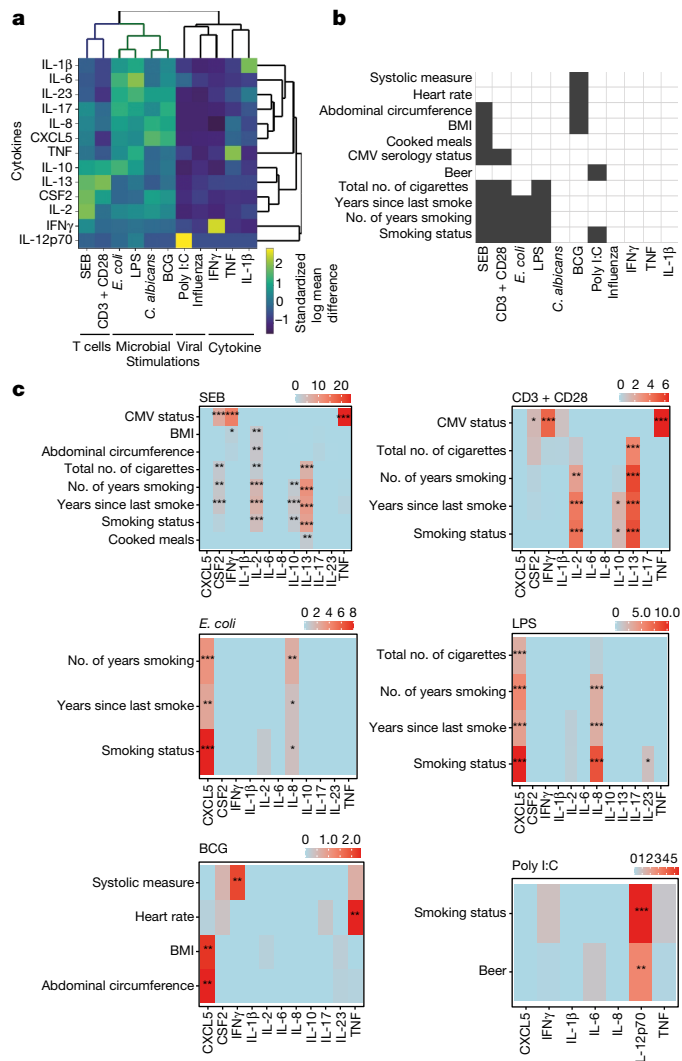 a
Cytokines
IL-1β
IL-6
IL-23
IL-17
IL-8
CXCL5
TNF
IL-10
IL-13
CSF2
IL-2
IFNγ
IL-12p70
SEB
CD3 + CD28
E. coli
LPS
C. albicans
BCG
Poly I:C
Influenza
IFNγ
TNF
IL-1β
T cells
Microbial
Viral
Cytokine
Stimulations
2
1
0
−1
Standardized
log mean
difference
b
Systolic measure
Heart rate
Abdominal circumference
BMI
Cooked meals
CMV serology status
Beer
Total no. of cigarettes
Years since last smoke
No. of years smoking
Smoking status
SEB
CD3 + CD28
E. coli
LPS
C. albicans
BCG
Poly I:C
Influenza
IFNγ
TNF
IL-1β
c
SEB
0 10 20
CMV status *** *** ***
BMI * **
Abdominal circumference **
Total no. of cigarettes ** ** ***
No. of years smoking ** *** ** ***
Years since last smoke *** *** *** ***
Smoking status *** ** ***
Cooked meals **
CXCL5
CSF2
IFNγ
IL-1β
IL-2
IL-6
IL-8
IL-10
IL-13
IL-17
IL-23
TNF
CD3 + CD28
0 2 4 6
CMV status * *** ***
Total no. of cigarettes ***
No. of years smoking ** ***
Years since last smoke *** * ***
Smoking status *** * ***
CXCL5
CSF2
IFNγ
IL-1β
IL-2
IL-6
IL-8
IL-10
IL-13
IL-17
TNF
E. coli
0 2 4 6 8
No. of years smoking *** **
Years since last smoke ** *
Smoking status *** *
CXCL5
CSF2
IFNγ
IL-1β
IL-2
IL-6
IL-8
IL-10
IL-17
IL-23
TNF
LPS
0 5.0 10.0
Total no. of cigarettes ***
No. of years smoking *** ***
Years since last smoke *** ***
Smoking status *** *** *
CXCL5
CSF2
IFNγ
IL-1β
IL-2
IL-6
IL-8
IL-10
IL-13
IL-17
IL-23
TNF
BCG
0 1.0 2.0
Systolic measure **
Heart rate **
BMI **
Abdominal circumference **
CXCL5
CSF2
IFNγ
IL-1β
IL-2
IL-6
IL-8
IL-10
IL-17
IL-23
TNF
Poly I:C
0 1 2 3 4 5
Smoking status ***
Beer **
CXCL5
IFNγ
IL-1β
IL-6
IL-8
L-12p70
TNF